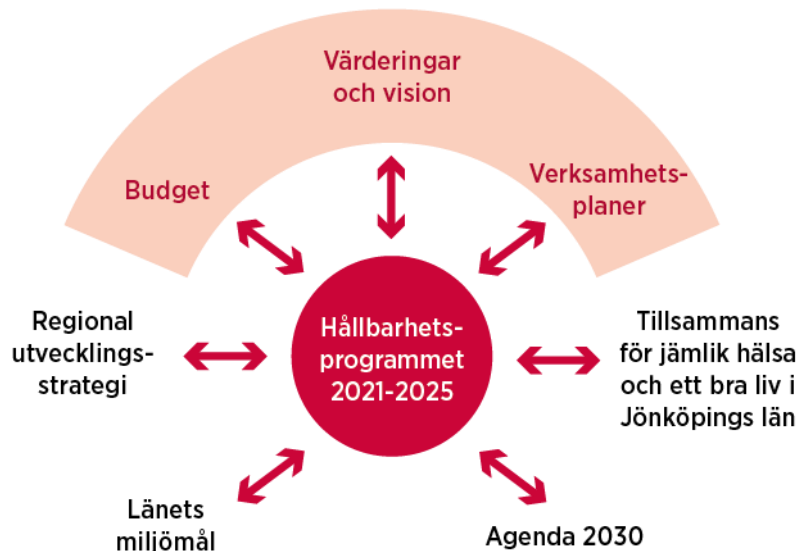 Värderingar
och vision
Budget
Verksamhets-
planer
Regional
utvecklings-
strategi
Hållbarhets-
programmet
2021-2025
Tillsammans
för jämlik hälsa
och ett bra liv i
Jönköpings län
Länets
miljömål
Agenda 2030